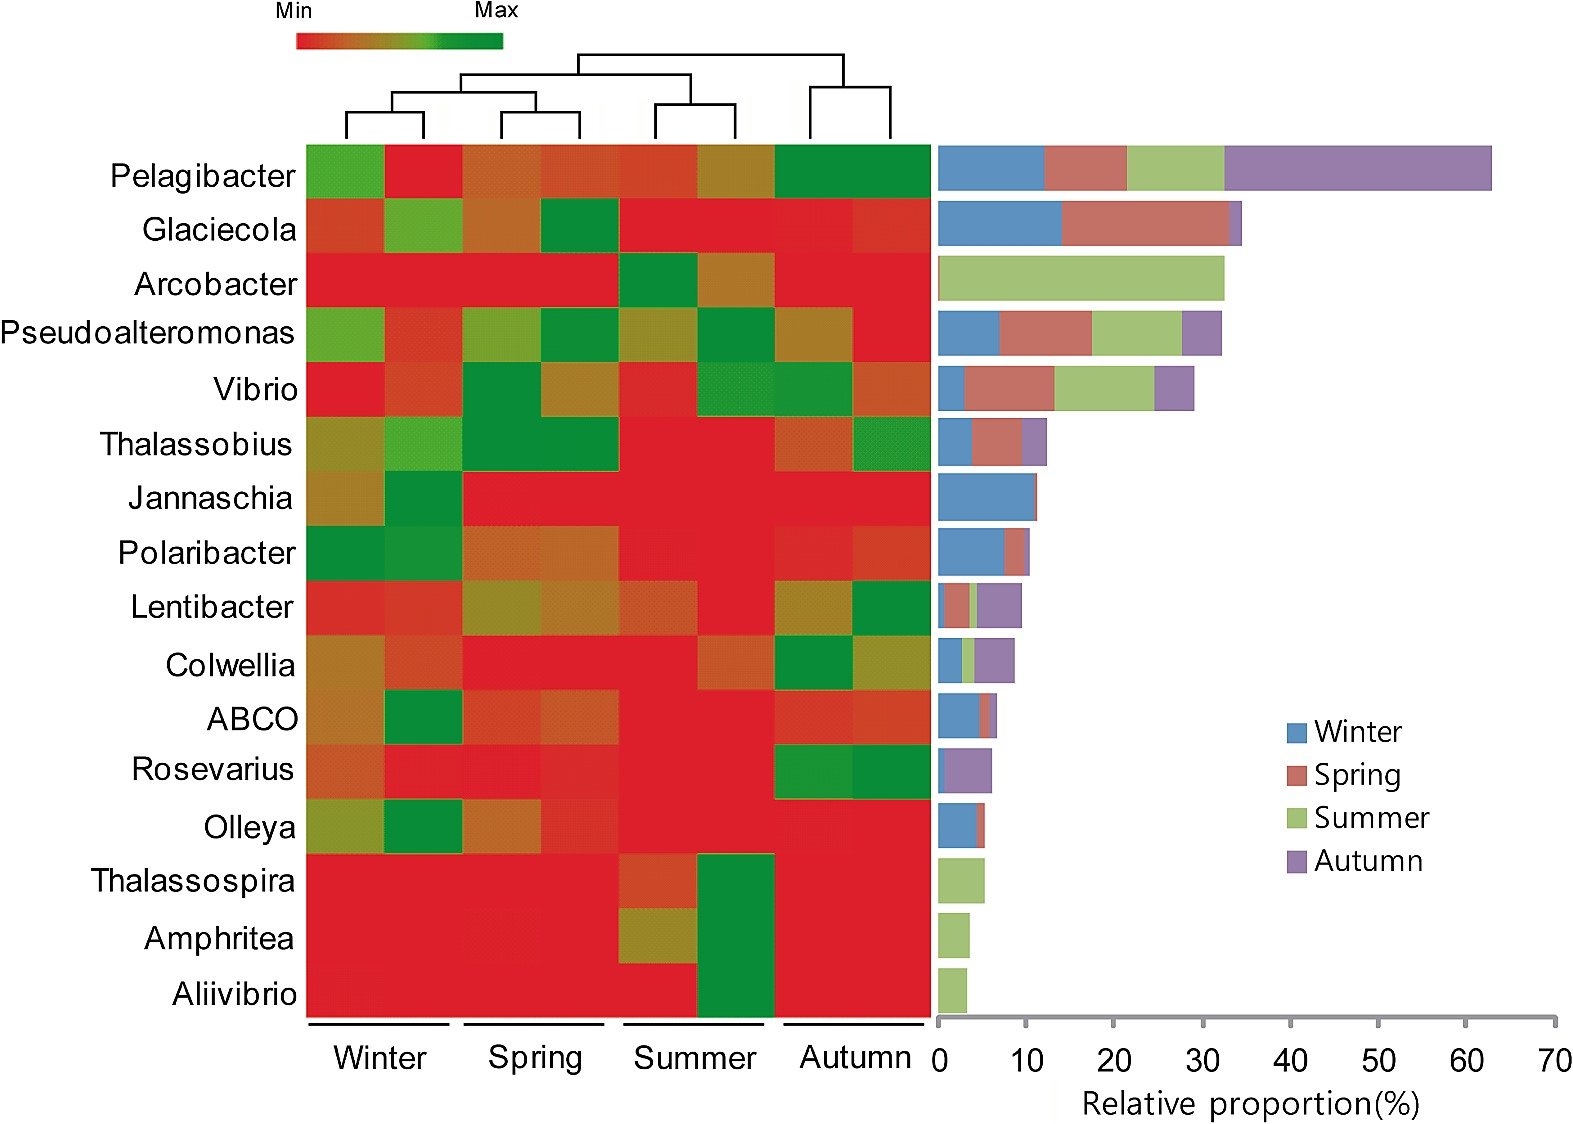 Min Max
Pelagibacter
Glaciecola
Arcobacter
Pseudoalteromonas
Vibrio
Thalassobius
Jannaschia
Polaribacter
Lentibacter
Colwellia
ABCO
Rosevarius
Olleya
Thalassospira
Amphritea
Aliivibrio
Winter
Spring
Summer
Autumn
Winter Spring Summer Autumn
0 10 20 30 40 50 60 70
Relative proportion(%)